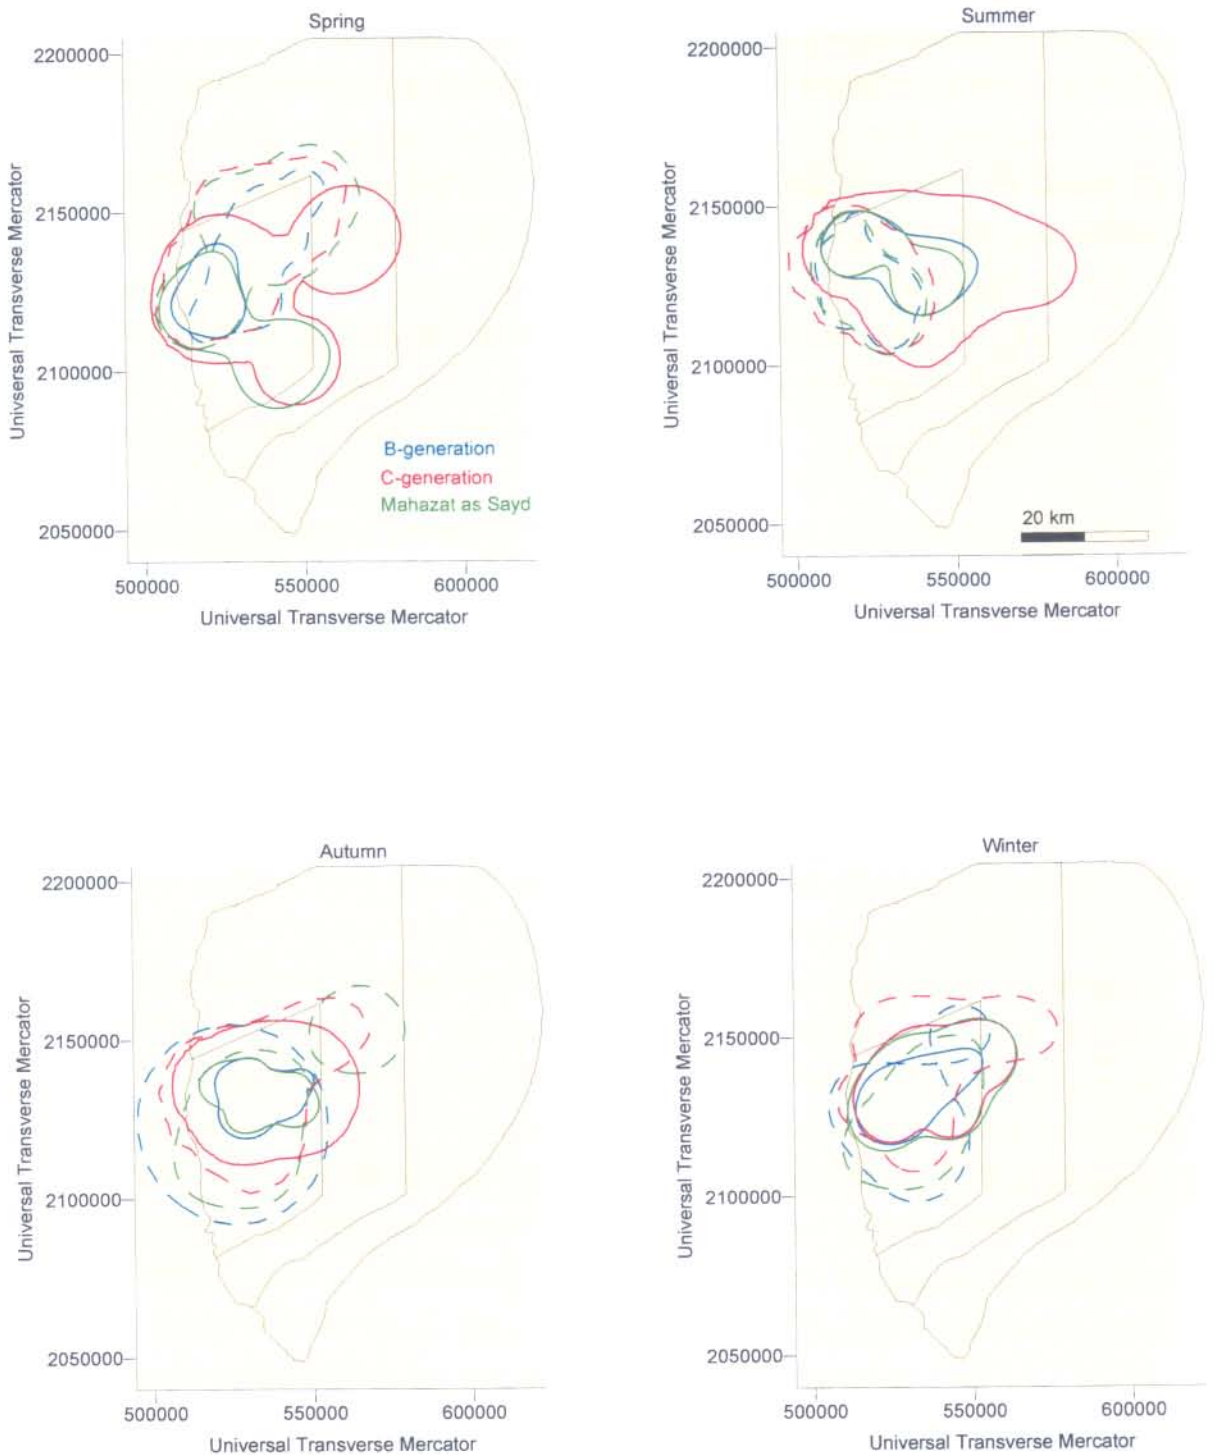 Spring
2200000
2150000
2100000
2050000
500000
550000
600000
Univsersal Transverse Mercator
Universal Transverse Mercator
B-generation
C-generation
Mahazat as Sayd
Summer
2200000
2150000
2100000
2050000
500000
550000
600000
Universal Transverse Mercator
Universal Transverse Mercator
20 km
Autumn
2200000
2150000
2100000
2050000
500000
550000
600000
Universal Transverse Mercator
Universal Transverse Mercator
Winter
2200000
2150000
2100000
2050000
500000
550000
600000
Universal Transverse Mercator
Universal Transverse Mercator